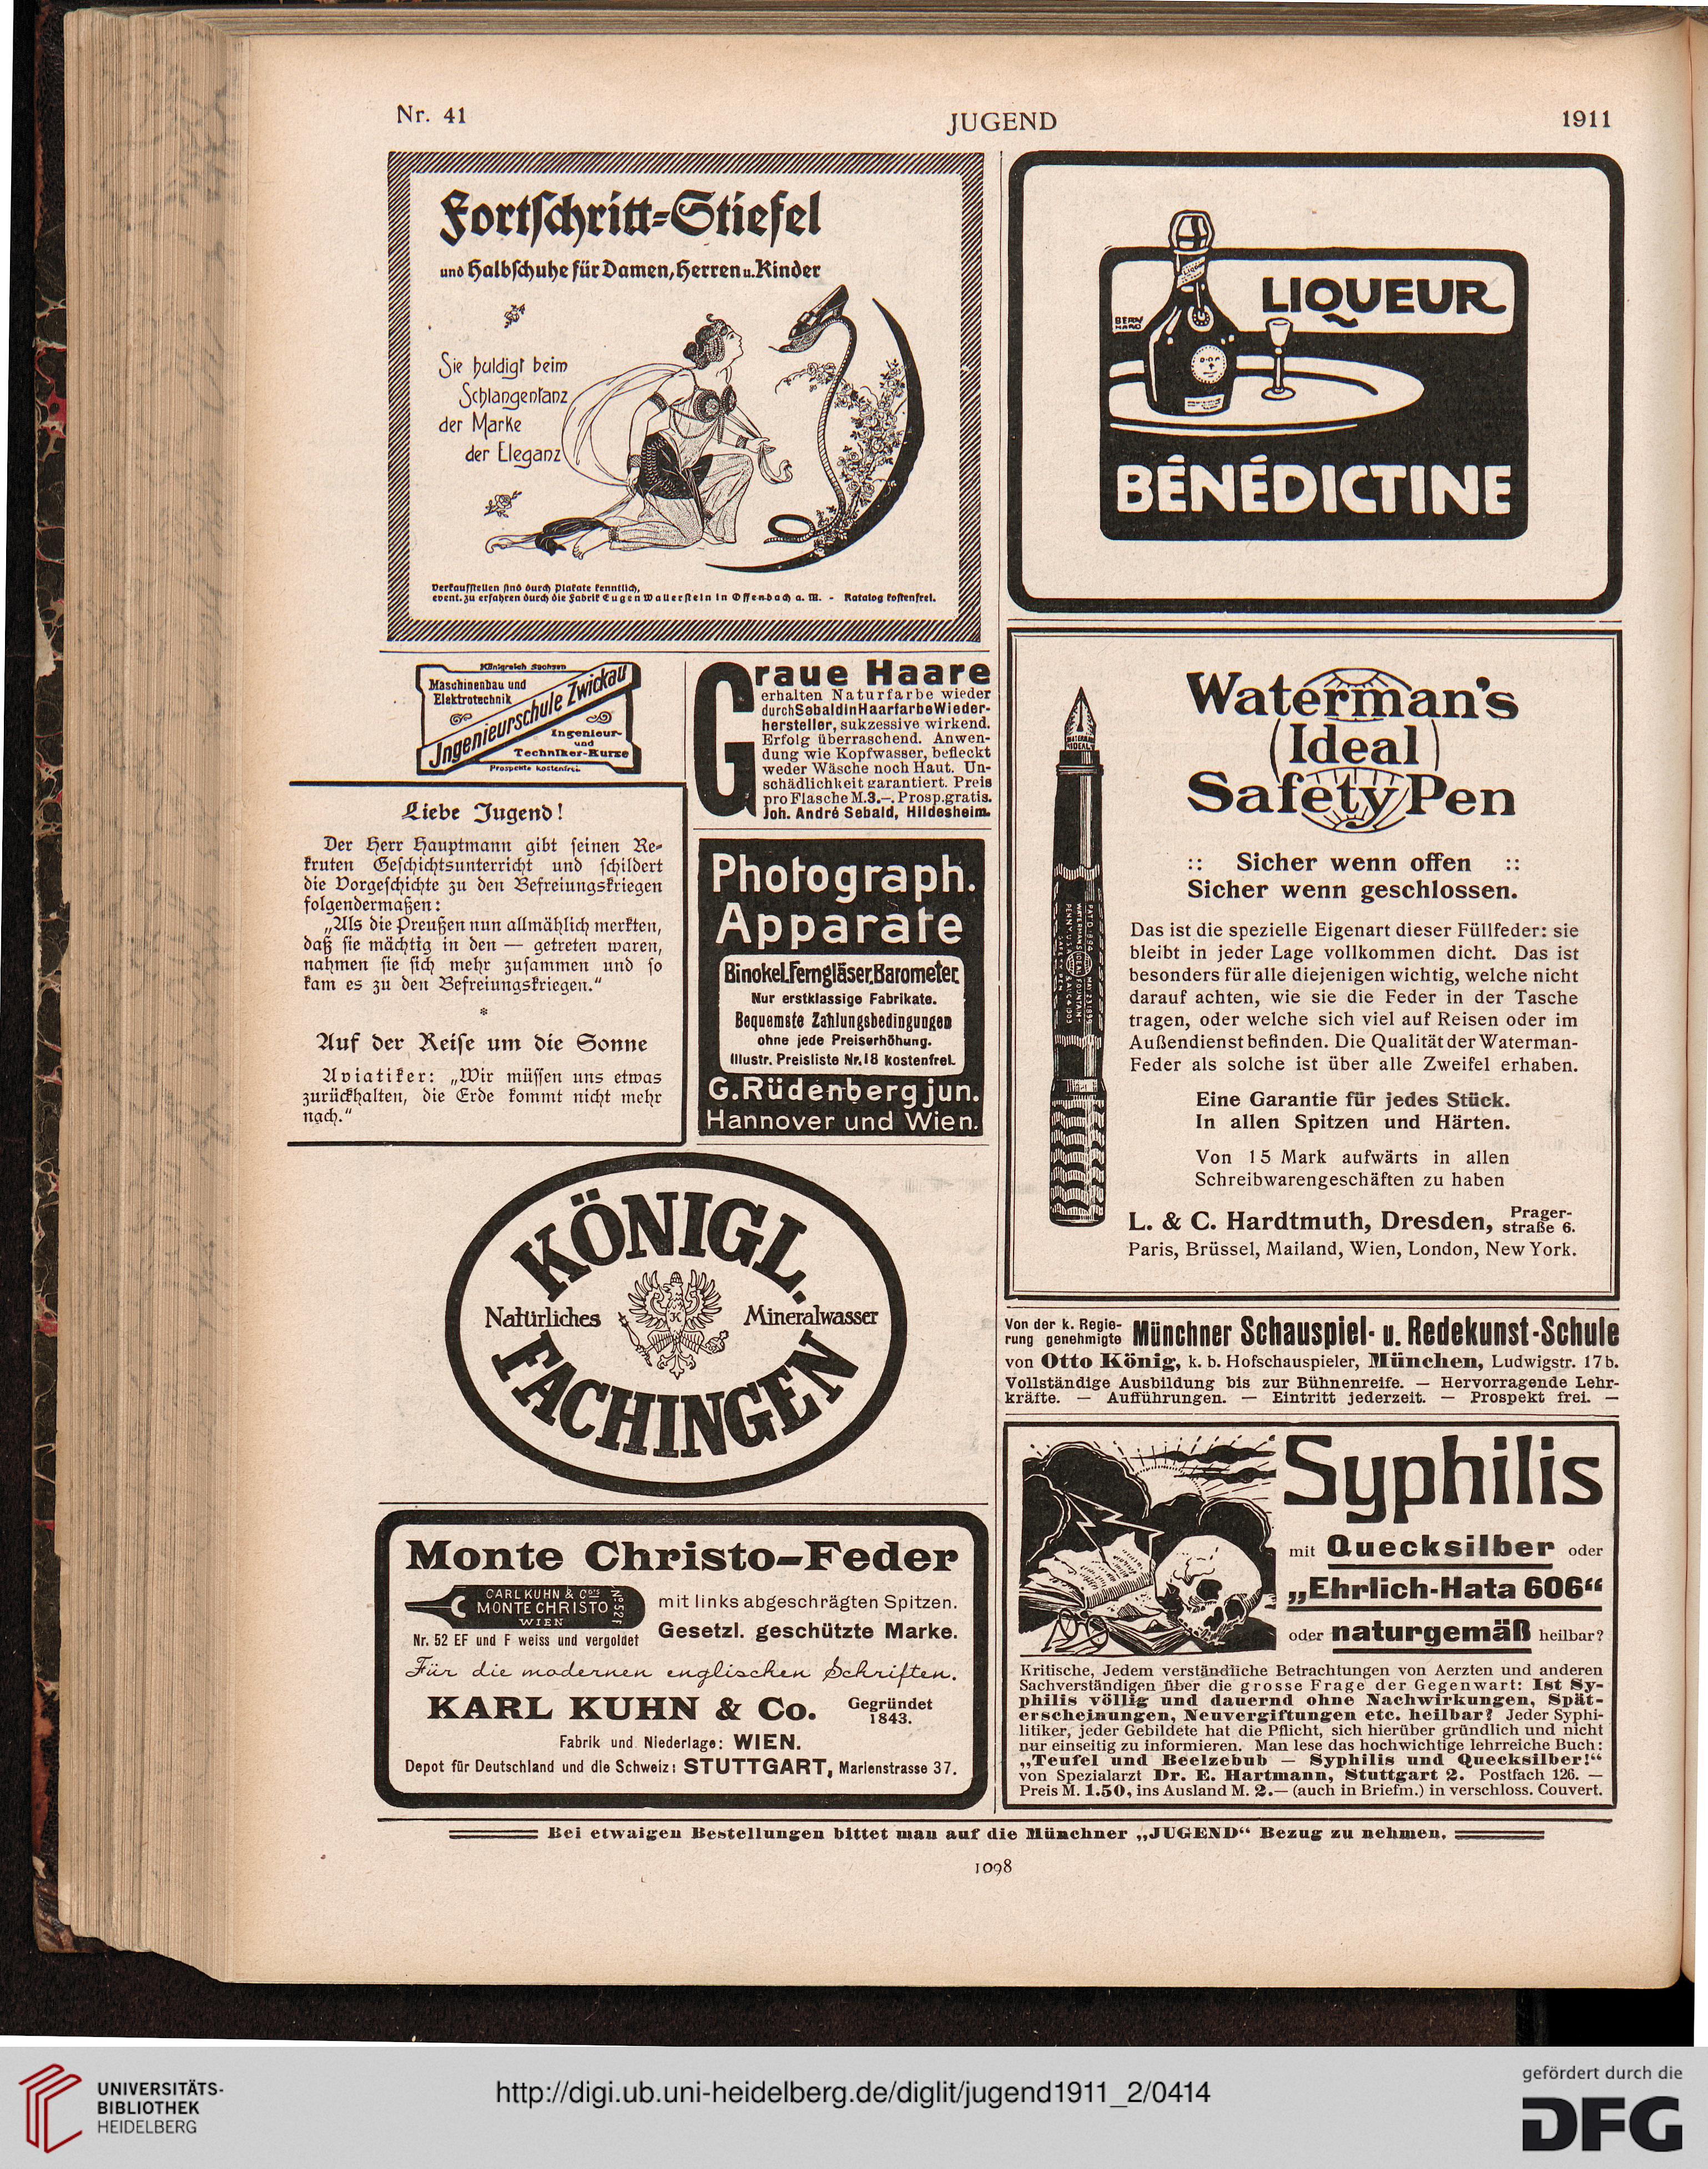 Nr. 41
JUGEND
1911
Fortschritt-Stiefel
und Halbschuhe für Damen, Herren u. Kinder
Sie huldigt beim
Schlangentanz
der Marke
der Eleganz
Verkaufstellen sind durch Plakate kenntlich,
event. zu erfahren durch die Fabrik Eugen Wallerstein in Offenbach a. M. - Katalog kostenfrei.
BERN
HARD
LIQUEUR
BÉNÉDICTINE
Königreich Sachsen
Maschinenbau und
Elektrotechnik
Ingenieurschule Zwickau
Ingenieur-
und
Techniker-Kurse
Prospekte kostenfrei.
Graue Haare
erhalten Naturfarbe wieder
durch Sebaldin Haarfarbe Wieder-
hersteller, sukzessive wirkend.
Erfolg überraschend. Anwen-
dung wie Kopfwasser, befleckt
weder Wäsche noch Haut. Un-
schädlichkeit garantiert. Preis
pro Flasche M.3.–. Prosp. gratis.
Joh. André Sebald, Hildesheim.
Liebe Jugend!
Der Herr Hauptmann gibt seinen Re-
kruten Geschichtsunterricht und schildert
die Vorgeschichte zu den Befreiungskriegen
folgendermaßen:
„Als die Preußen nun allmählich merkten,
daß sie mächtig in den — getreten waren,
nahmen sie sich mehr zusammen und so
kam es zu den Befreiungskriegen.“
*
Auf der Reise um die Sonne
Aviatiker: „Wir müssen uns etwas
zurückhalten, die Erde kommt nicht mehr
nach.“
Photograph.
Apparate
Binokel. Ferngläser. Barometer.
Nur erstklassige Fabrikate.
Bequemste Zahlungsbedingungen
ohne jede Preiserhöhung.
Illustr. Preisliste Nr. 18 kostenfrei.
G. Rüdenberg jun.
Hannover und Wien.
Waterman's
(Ideal)
Safety Pen
:: Sicher wenn offen ::
Sicher wenn geschlossen.
Das ist die spezielle Eigenart dieser Füllfeder: sie
bleibt in jeder Lage vollkommen dicht. Das ist
besonders für alle diejenigen wichtig, welche nicht
darauf achten, wie sie die Feder in der Tasche
tragen, oder welche sich viel auf Reisen oder im
Außendienst befinden. Die Qualität der Waterman-
Feder als solche ist über alle Zweifel erhaben.
Eine Garantie für jedes Stück.
In allen Spitzen und Härten.
Von 15 Mark aufwärts in allen
Schreibwarengeschäften zu haben
L. & C. Hardtmuth, Dresden, Prager-
straße 6.
Paris, Brüssel, Mailand, Wien, London, New York.
KÖNIGL.
Natürliches Mineralwasser
FACHINGEN
Von der k. Regie-
rung genehmigte Münchner Schauspiel- u. Redekunst-Schule
von Otto König, k. b. Hofschauspieler, München, Ludwigstr. 17b.
Vollständige Ausbildung bis zur Bühnenreife. — Hervorragende Lehr-
kräfte. — Aufführungen. — Eintritt jederzeit. — Prospekt frei. —
Monte Christo-Feder
CARL KUHN & Co
MONTE CHRISTO
WIEN
Nr. 52 EF und F weiss und vergoldet
mit links abgeschrägten Spitzen.
Gesetzl. geschützte Marke.
Für die modernen englischen Schriften.
KARL KUHN & Co. Gegründet
1843.
Fabrik und Niederlage: WIEN.
Depot für Deutschland und die Schweiz: STUTTGART, Marienstrasse 37.
Syphilis
mit Quecksilber oder
„Ehrlich-Hata 606“
oder naturgemäß heilbar?
Kritische, Jedem verständliche Betrachtungen von Aerzten und anderen
Sachverständigen über die grosse Frage der Gegenwart: Ist Sy-
philis völlig und dauernd ohne Nachwirkungen, Spät-
erscheinungen, Neuvergiftungen etc. heilbar? Jeder Syphi-
litiker, jeder Gebildete hat die Pflicht, sich hierüber gründlich und nicht
nur einseitig zu informieren. Man lese das hochwichtige lehrreiche Buch:
„Teufel und Beelzebub — Syphilis und Quecksilber!“
von Spezialarzt Dr. E. Hartmann, Stuttgart 2. Postfach 126. —
Preis M. 1.50, ins Ausland M. 2.— (auch in Briefm.) in verschloss. Couvert.
Bei etwaigen Bestellungen bittet man auf die Münchner „JUGEND“ Bezug zu nehmen.
1098
UNIVERSITÄTS-
BIBLIOTHEK
HEIDELBERG
http://digi.ub.uni-heidelberg.de/diglit/jugend1911_2/0414
gefördert durch die
DFG